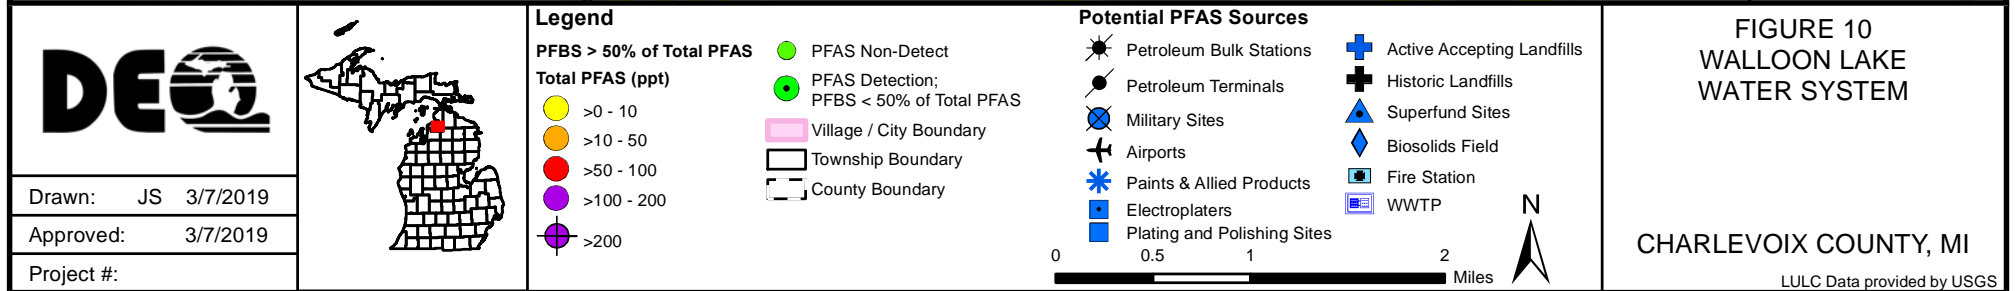 DEQ
Drawn: JS 3/7/2019
Approved: 3/7/2019
Project #:
Legend
PFBS > 50% of Total PFAS
Total PFAS (ppt)
>0 - 10
>10 - 50
>50 - 100
>100 - 200
>200
PFAS Non-Detect
PFAS Detection;
PFBS < 50% of Total PFAS
Village / City Boundary
Township Boundary
County Boundary
Potential PFAS Sources
Petroleum Bulk Stations
Petroleum Terminals
Military Sites
Airports
Paints & Allied Products
Electroplaters
Plating and Polishing Sites
Active Accepting Landfills
Historic Landfills
Superfund Sites
Biosolids Field
Fire Station
WWTP
N
0 0.5 1 2
Miles
FIGURE 10
WALLOON LAKE
WATER SYSTEM
CHARLEVOIX COUNTY, MI
LULC Data provided by USGS